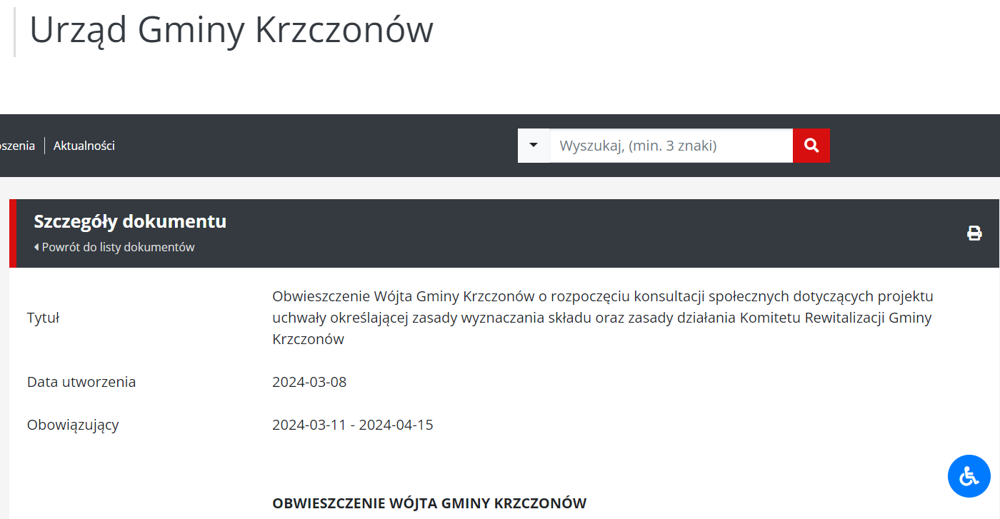 Urząd Gminy Krzczonów
Aktualności
Wyszukaj, (min. 3 znaki)
Szczegóły dokumentu
Powrót do listy dokumentów
Tytuł
Obwieszczenie Wójta Gminy Krzczonów o rozpoczęciu konsultacji społecznych dotyczących projektu
uchwały określającej zasady wyznaczania składu oraz zasady działania Komitetu Rewitalizacji Gminy
Krzczonów
Data utworzenia
2024-03-08
Obowiązujący
2024-03-11 - 2024-04-15
OBWIESZCZENIE WÓJTA GMINY KRZCZONÓW